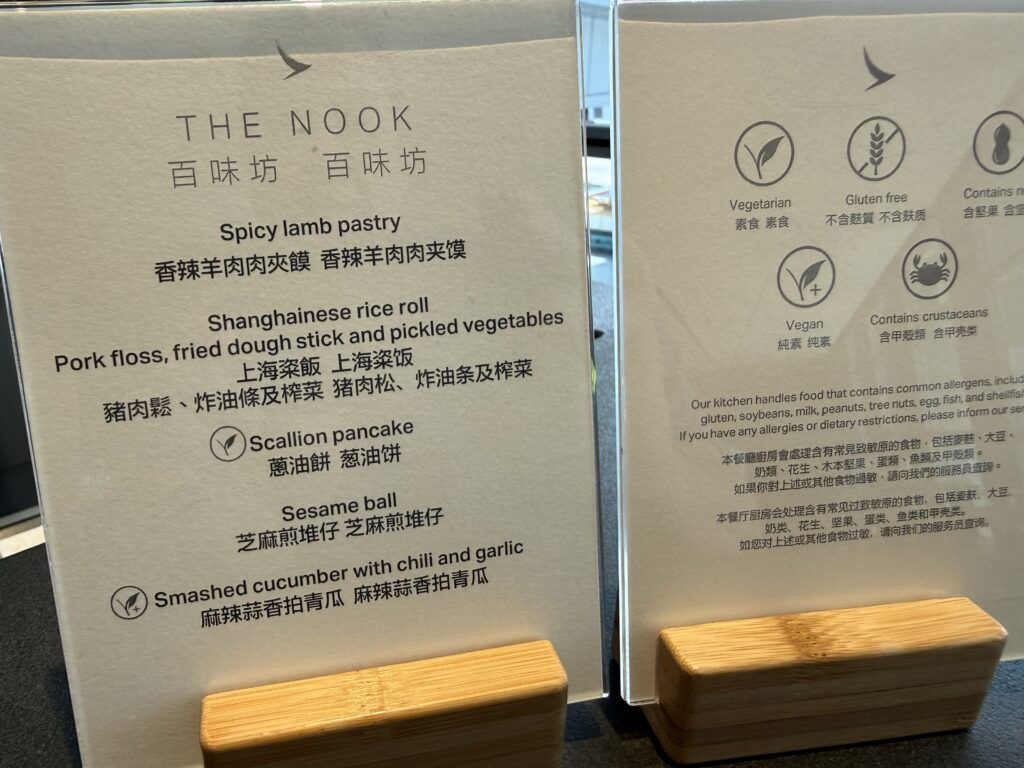 THE NOOK
百味坊 百味坊
Spicy lamb pastry
香辣羊肉肉夾饃 香辣羊肉肉夹馍
Shanghainese rice roll
Pork floss, fried dough stick and pickled vegetables
上海粢飯 上海粢饭
豬肉鬆、炸油條及榨菜 猪肉松、炸油条及榨菜
Scallion pancake
蔥油餅 葱油饼
Sesame ball
芝麻煎堆仔 芝麻煎堆仔
Smashed cucumber with chili and garlic
麻辣蒜香拍青瓜 麻辣蒜香拍青瓜
Vegetarian
素食 素食
Gluten free
不含麩質 不含麸质
Contains
含堅果 含坚
Vegan
純素 纯素
Contains crustaceans
含甲殼類 含甲壳类
Our kitchen handles food that contains common allergens,
gluten, soybeans, milk, peanuts, tree nuts, egg, fish, and
If you have any allergies or dietary restrictions, please inform our
本餐廳廚房會處理含有常見致敏原的食物，包括麥麩、大豆、
奶類、花生、木本堅果、蛋類、魚類及甲殼類。
如果你對上述或其他食物過敏，請向我們的服務員查詢。
本餐厅厨房会处理含有常见过致敏原的食物，包括麦麸、大豆、
奶类、花生、坚果、蛋类、鱼类和甲壳类。
如您对上述或其他食物过敏，请向我们的服务员查询。